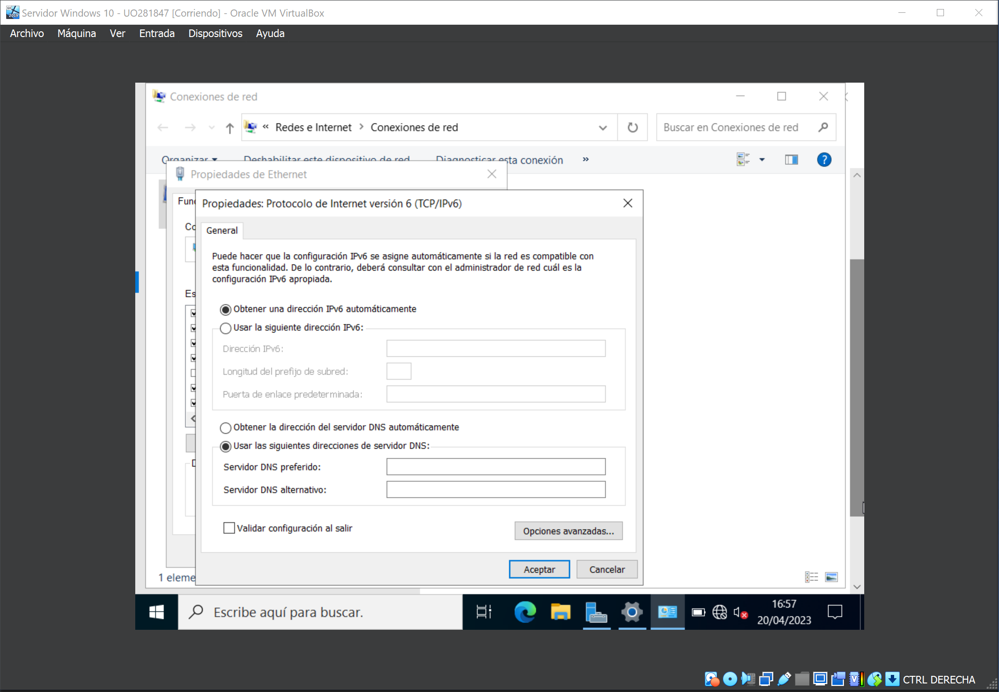 Servidor Windows 10 - UO281847 [Corriendo] - Oracle VM VirtualBox
Archivo Máquina Ver Entrada Dispositivos Ayuda
Conexiones de red
« Redes e Internet > Conexiones de red
Buscar en Conexiones de red
Organizar Deshabilitar este dispositivo de red Diagnosticar esta conexión »
Propiedades de Ethernet
Func
Propiedades: Protocolo de Internet versión 6 (TCP/IPv6)
Co
General
Puede hacer que la configuración IPv6 se asigne automáticamente si la red es compatible con
esta funcionalidad. De lo contrario, deberá consultar con el administrador de red cuál es la
configuración IPv6 apropiada.
Es
Obtener una dirección IPv6 automáticamente
Usar la siguiente dirección IPv6:
Dirección IPv6:
Longitud del prefijo de subred:
Puerta de enlace predeterminada:
Obtener la dirección del servidor DNS automáticamente
Usar las siguientes direcciones de servidor DNS:
Servidor DNS preferido:
Servidor DNS alternativo:
Validar configuración al salir
Opciones avanzadas...
Aceptar Cancelar
1 eleme
Escribe aquí para buscar.
16:57
20/04/2023
CTRL DERECHA